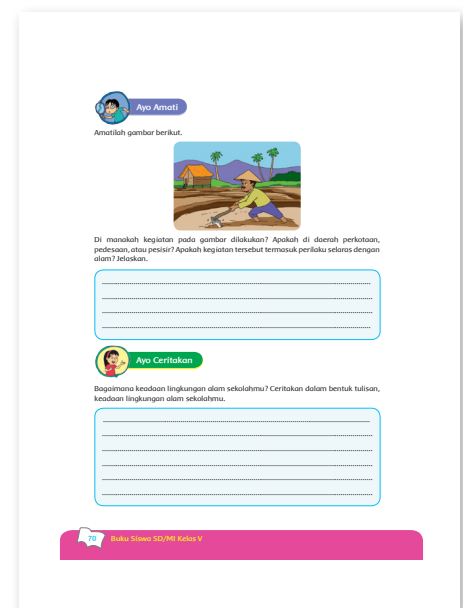 Ayo Amati
Amatilah gambar berikut.
Di manakah kegiatan pada gambar dilakukan? Apakah di daerah perkotaan,
pedesaan, atau pesisir? Apakah kegiatan tersebut termasuk perilaku selaras dengan
alam? Jelaskan.
Ayo Ceritakan
Bagaimana keadaan lingkungan alam sekolahmu? Ceritakan dalam bentuk tulisan,
keadaan lingkungan alam sekolahmu.
70 Buku Siswa SD/MI Kelas V